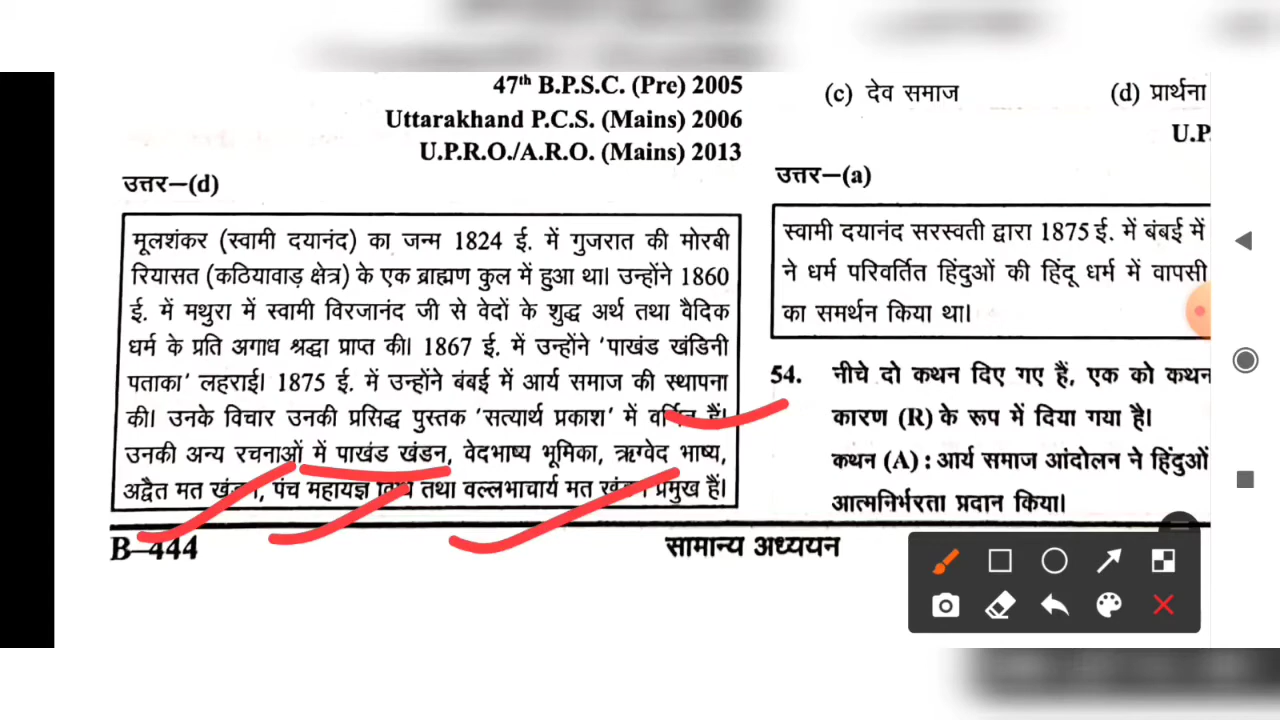 47th B.P.S.C. (Pre) 2005
Uttarakhand P.C.S. (Mains) 2006
U.P.R.O./A.R.O. (Mains) 2013
उत्तर–(d)
मूलशंकर (स्वामी दयानंद) का जन्म 1824 ई. में गुजरात की मोरबी
रियासत (कठियावाड़ क्षेत्र) के एक ब्राह्मण कुल में हुआ था। उन्होंने 1860
ई. में मथुरा में स्वामी विरजानंद जी से वेदों के शुद्ध अर्थ तथा वैदिक
धर्म के प्रति अगाध श्रद्धा प्राप्त की। 1867 ई. में उन्होंने 'पाखंड खंडिनी
पताका' लहराई। 1875 ई. में उन्होंने बंबई में आर्य समाज की स्थापना
की। उनके विचार उनकी प्रसिद्ध पुस्तक 'सत्यार्थ प्रकाश' में वर्णित हैं।
उनकी अन्य रचनाओं में पाखंड खंडन, वेदभाष्य भूमिका, ऋग्वेद भाष्य,
अद्वैत मत खंडन, पंच महायज्ञ विधि तथा वल्लभाचार्य मत खंडन प्रमुख हैं।
B–444
सामान्य अध्ययन
(c) देव समाज (d) प्रार्थना
U.P.
उत्तर–(a)
स्वामी दयानंद सरस्वती द्वारा 1875 ई. में बंबई में
ने धर्म परिवर्तित हिंदुओं की हिंदू धर्म में वापसी
का समर्थन किया था।
54. नीचे दो कथन दिए गए हैं, एक को कथन
कारण (R) के रूप में दिया गया है।
कथन (A) : आर्य समाज आंदोलन ने हिंदुओं
आत्मनिर्भरता प्रदान किया।